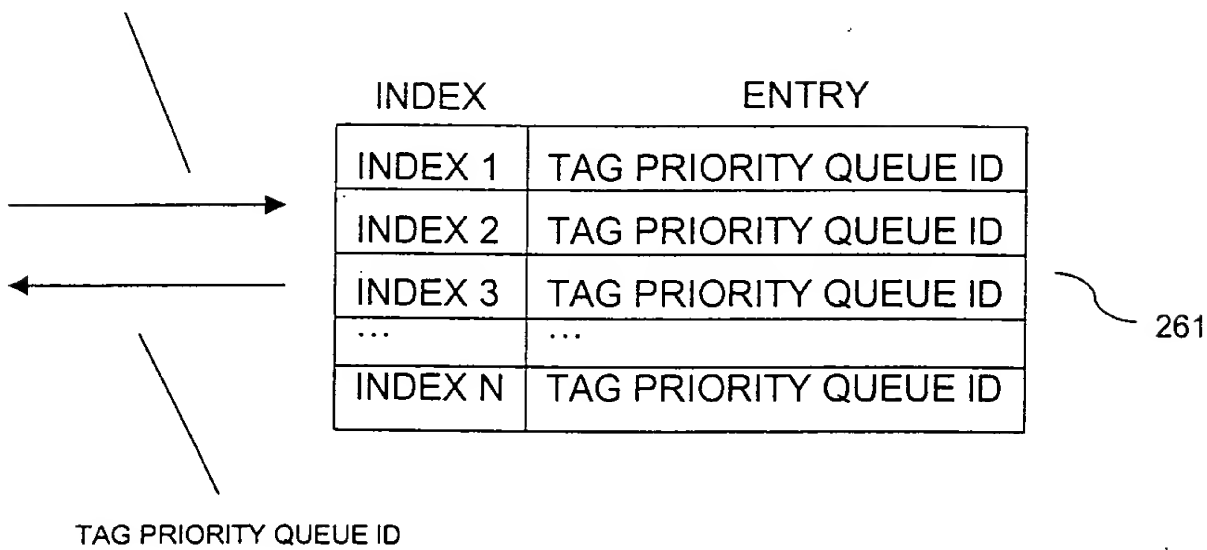 INDEX ENTRY
INDEX 1 TAG PRIORITY QUEUE ID
INDEX 2 TAG PRIORITY QUEUE ID
INDEX 3 TAG PRIORITY QUEUE ID
... ...
INDEX N TAG PRIORITY QUEUE ID
261
TAG PRIORITY QUEUE ID